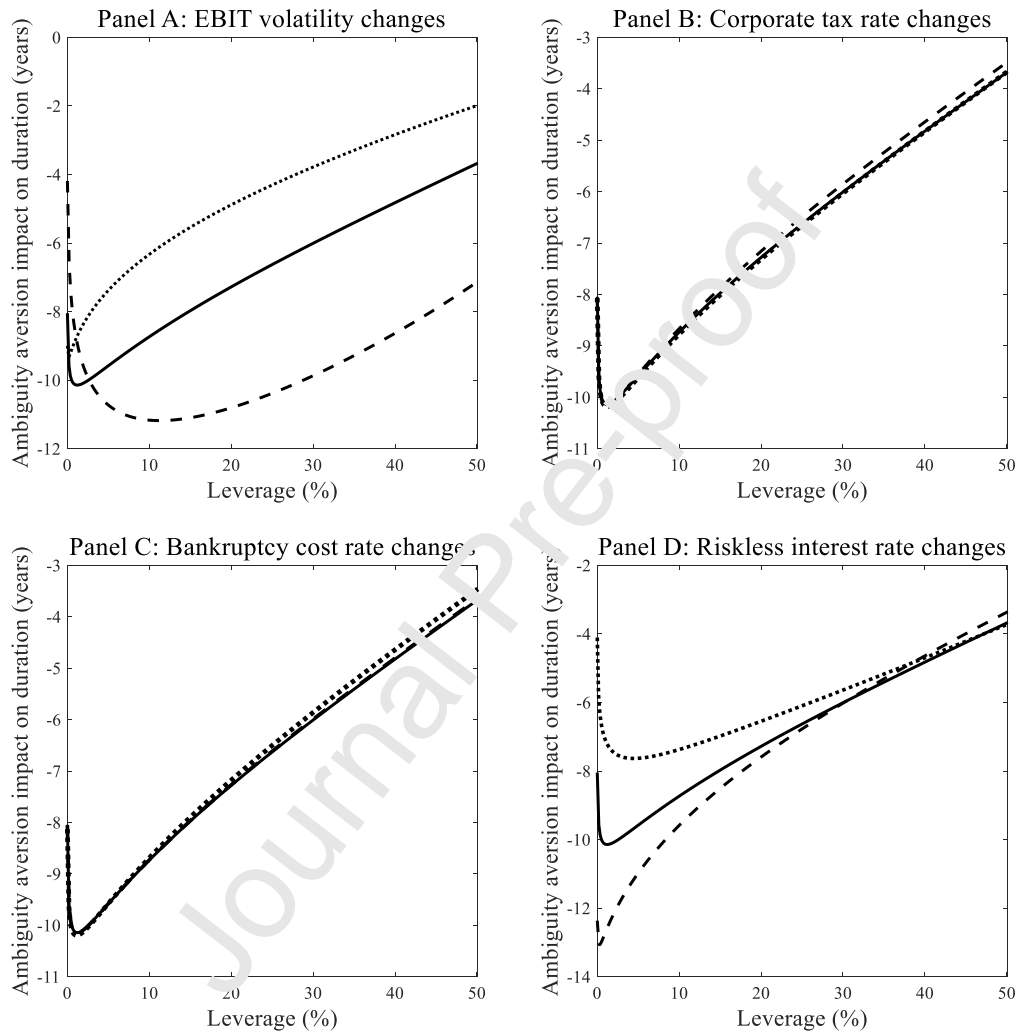 Panel A: EBIT volatility changes
Ambiguity aversion impact on duration (years)
0
-2
-4
-6
-8
-10
-12
0 10 20 30 40 50
Leverage (%)
Panel B: Corporate tax rate changes
Ambiguity aversion impact on duration (years)
-3
-4
-5
-6
-7
-8
-9
-10
-11
0 10 20 30 40 50
Leverage (%)
Panel C: Bankruptcy cost rate changes
Ambiguity aversion impact on duration (years)
-3
-4
-5
-6
-7
-8
-9
-10
-11
0 10 20 30 40 50
Leverage (%)
Panel D: Riskless interest rate changes
Ambiguity aversion impact on duration (years)
-2
-4
-6
-8
-10
-12
-14
0 10 20 30 40 50
Leverage (%)
Journal Pre-proof